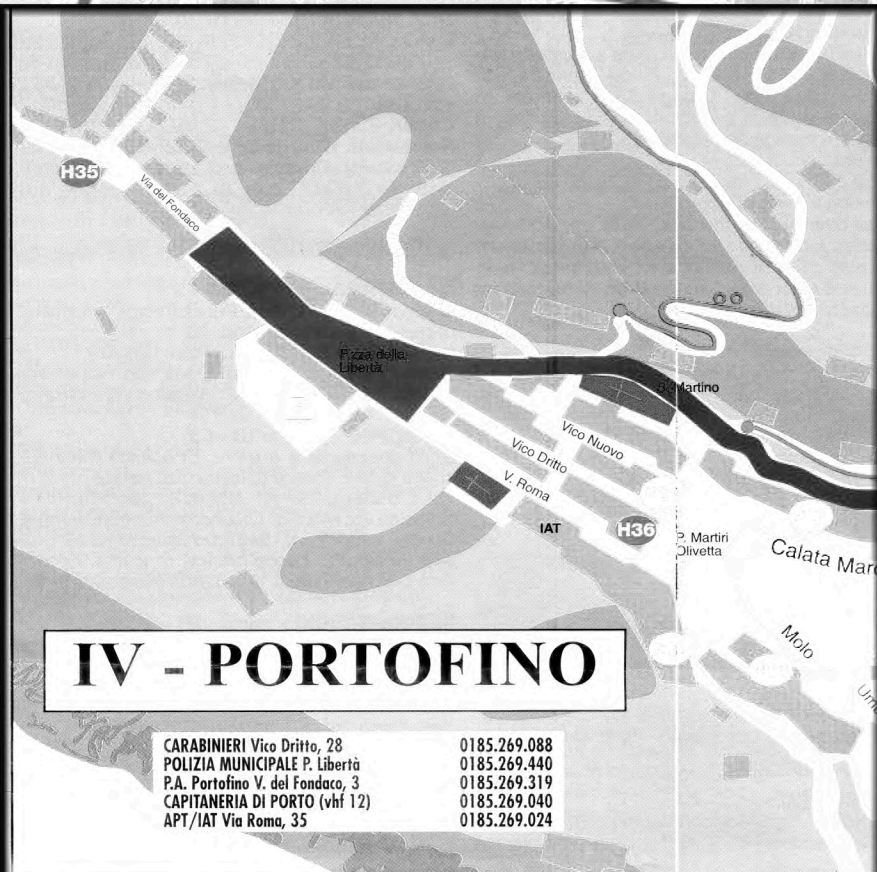 H35
Via del Fondaco
P.zza della
Libertà
S. Martino
Vico Nuovo
Vico Dritto
V. Roma
IAT
H36
P. Martiri
Olivetta
Calata Marc
Molo
Um
IV - PORTOFINO
CARABINIERI Vico Dritto, 28 0185.269.088
POLIZIA MUNICIPALE P. Libertà 0185.269.440
P.A. Portofino V. del Fondaco, 3 0185.269.319
CAPITANERIA DI PORTO (vhf 12) 0185.269.040
APT/IAT Via Roma, 35 0185.269.024